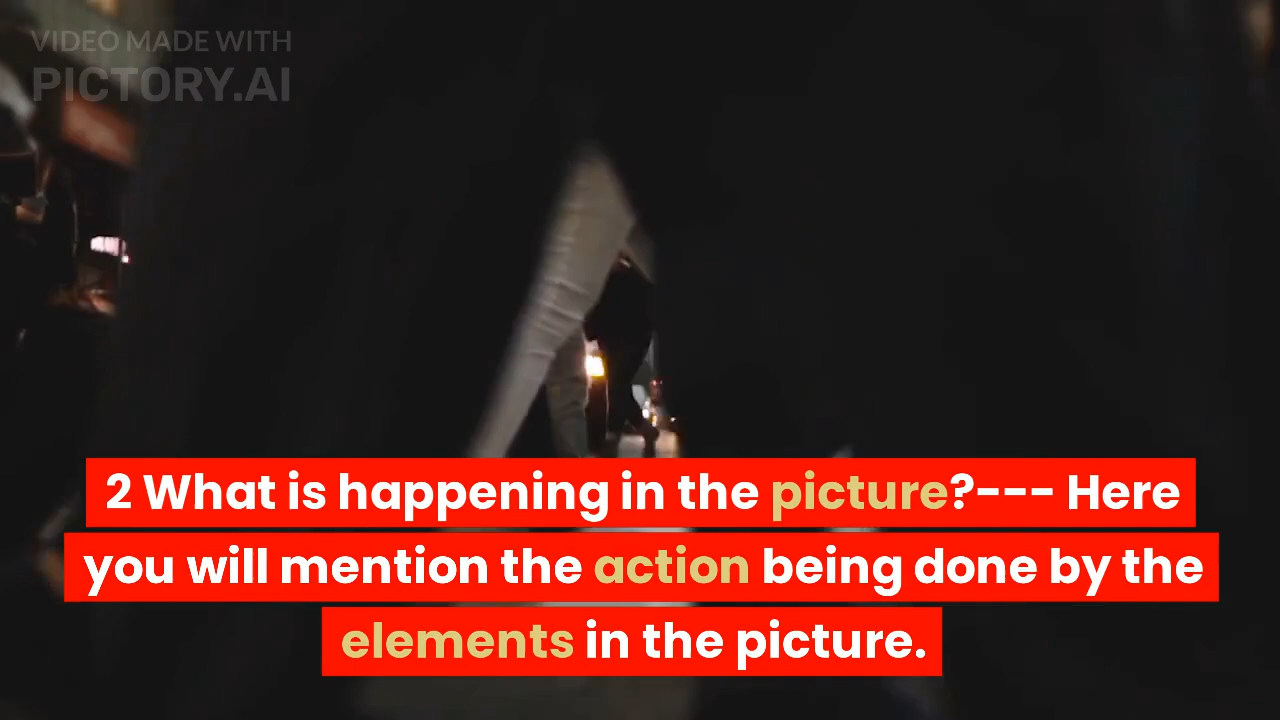 VIDEO MADE WITH
PICTORY.AI
2 What is happening in the picture?--- Here
you will mention the action being done by the
elements in the picture.